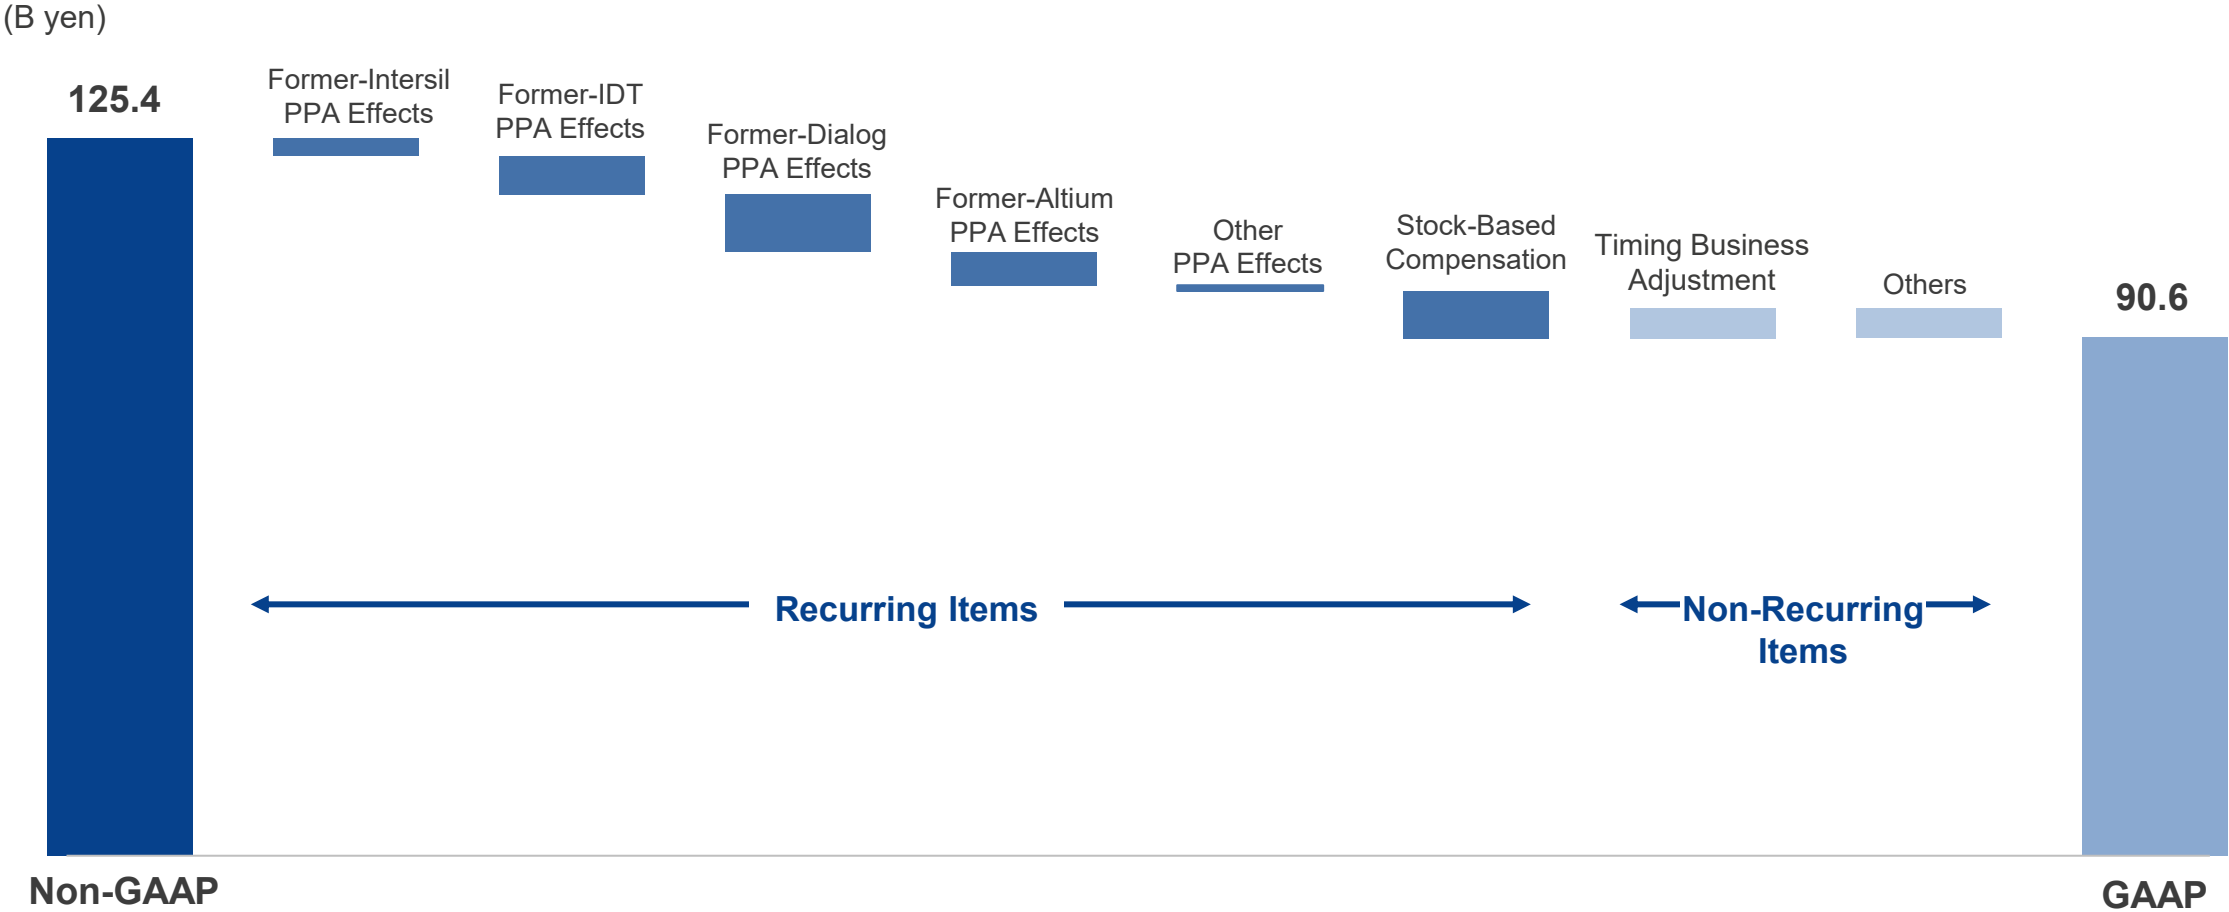 (B yen)
125.4
Former-Intersil
PPA Effects
Former-IDT
PPA Effects
Former-Dialog
PPA Effects
Former-Altium
PPA Effects
Other
PPA Effects
Stock-Based
Compensation
Timing Business
Adjustment
Others
90.6
Recurring Items
Non-Recurring
Items
Non-GAAP
GAAP